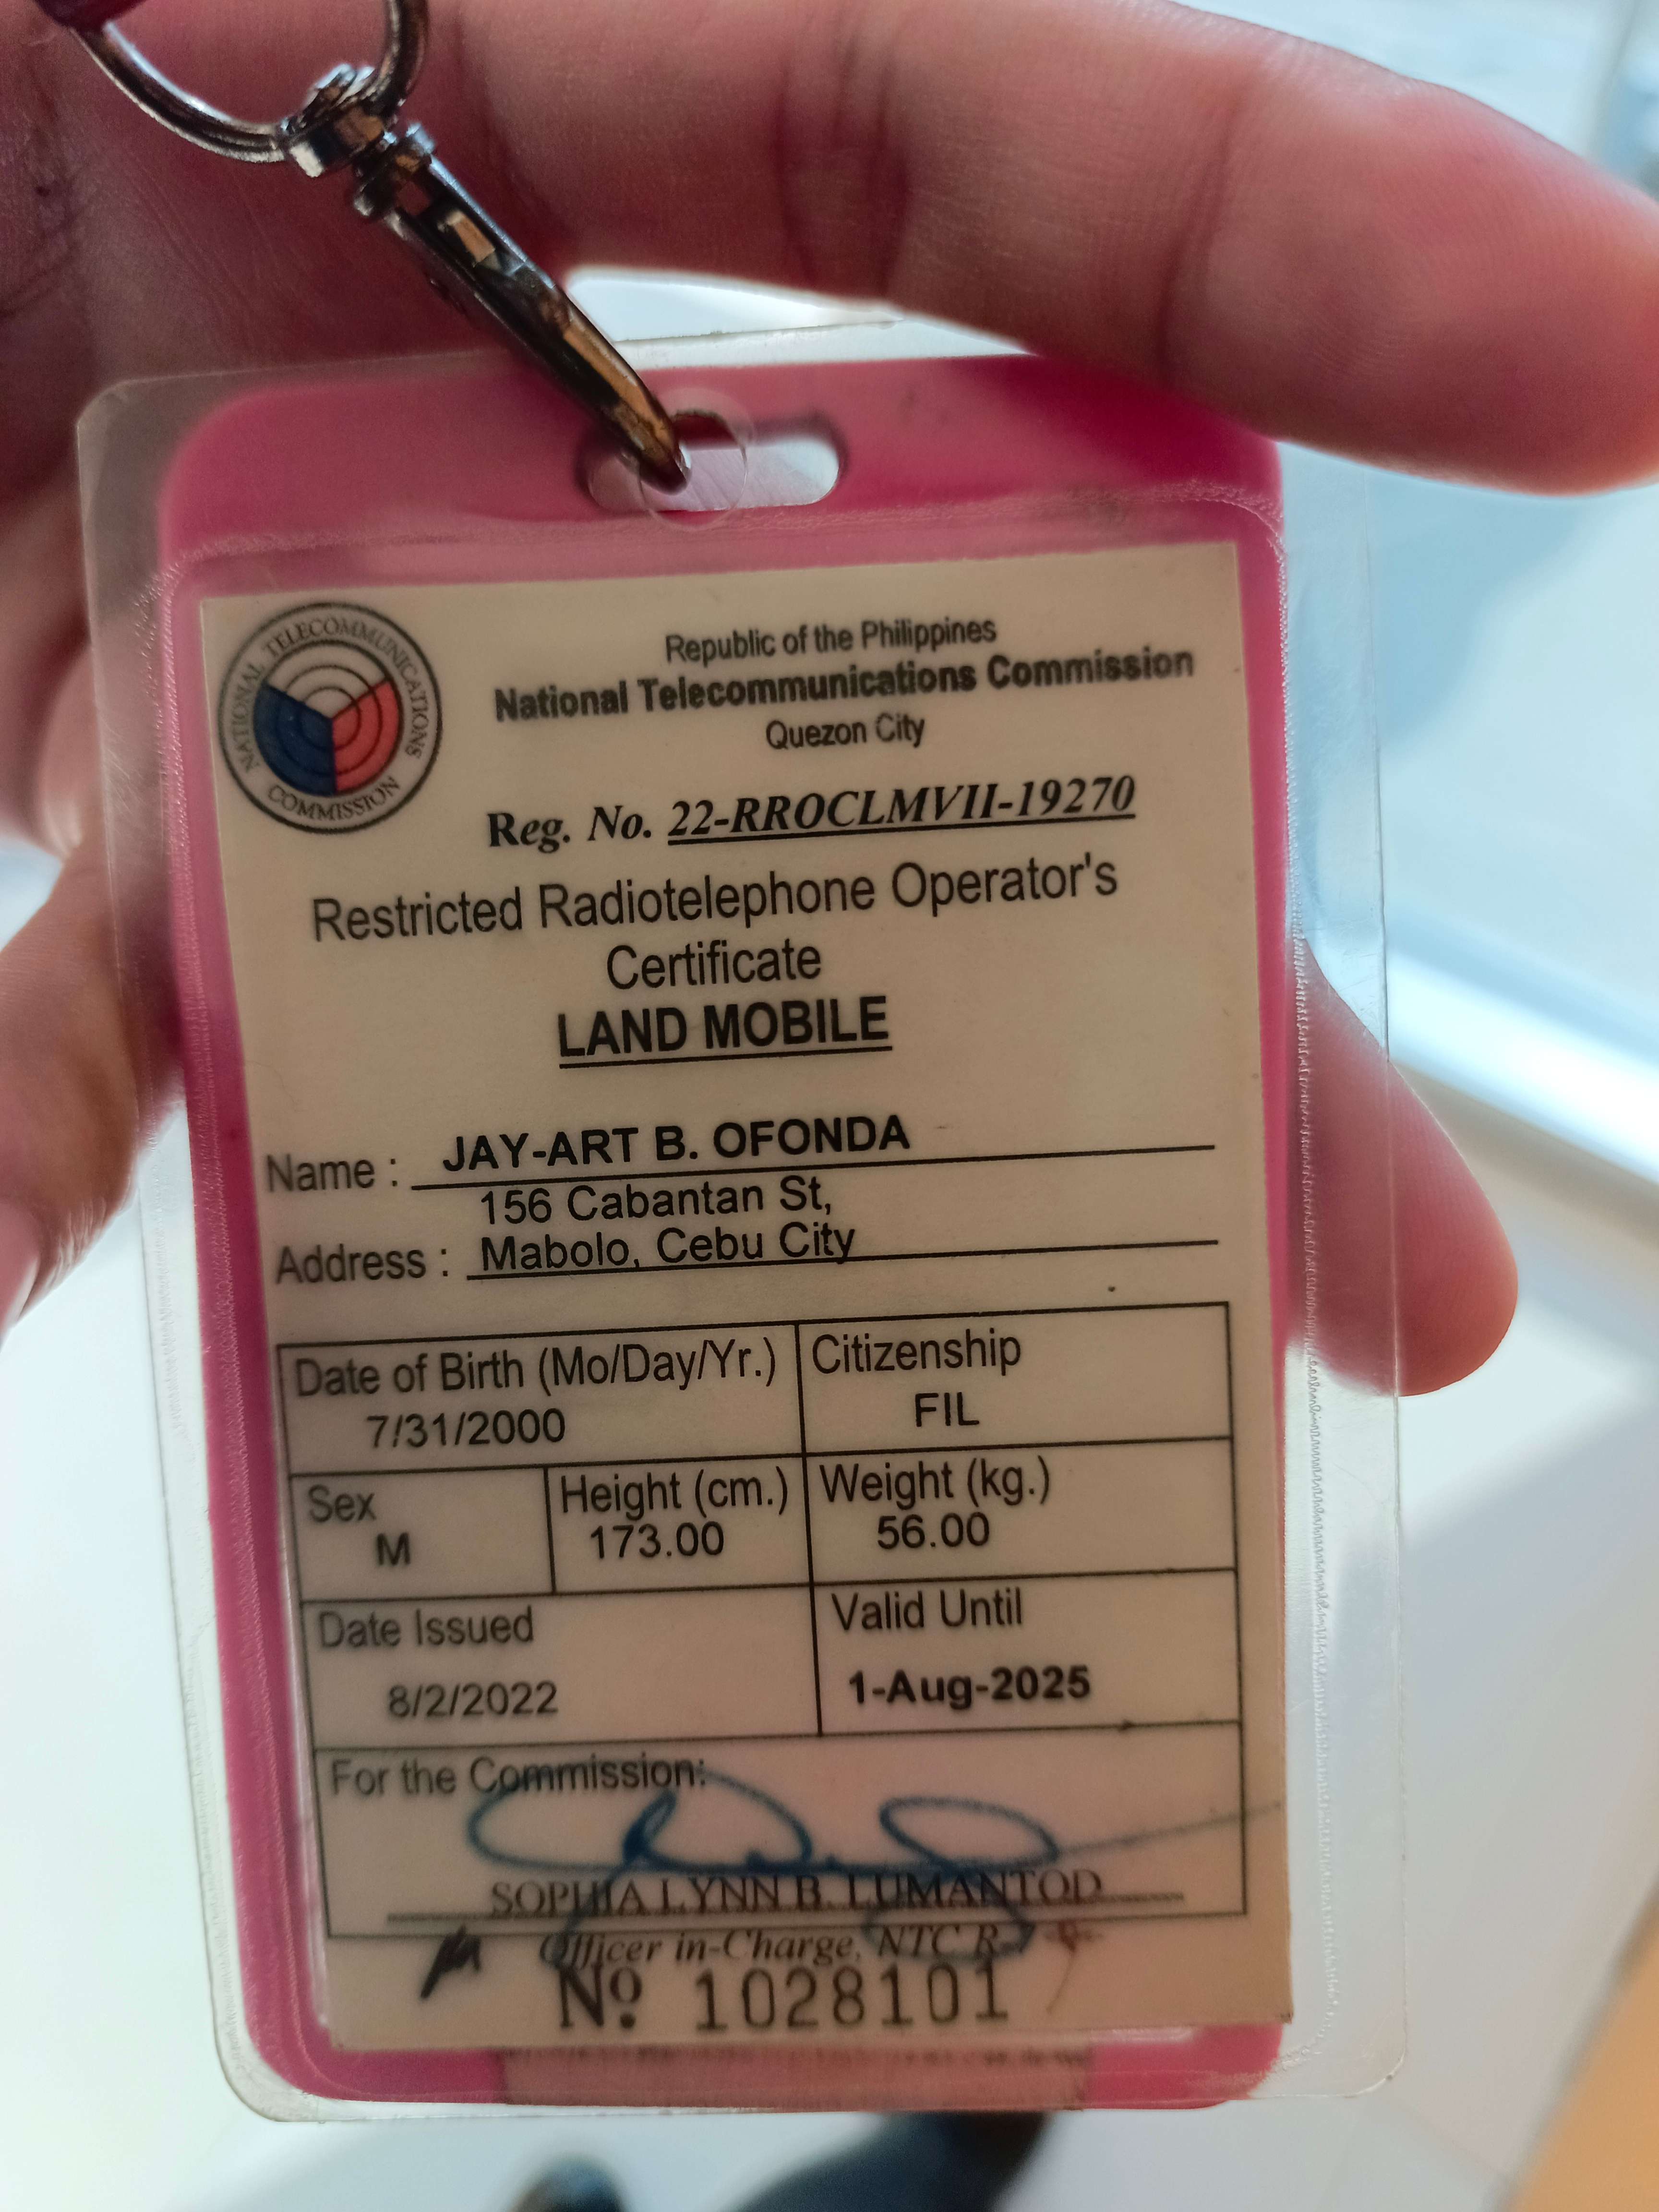 NATIONAL TELECOMMUNICATIONS COMMISSION
Republic of the Philippines
National Telecommunications Commission
Quezon City
Reg. No. 22-RROCLMVII-19270
Restricted Radiotelephone Operator's
Certificate
LAND MOBILE
Name : JAY-ART B. OFONDA
156 Cabantan St,
Address : Mabolo, Cebu City
Date of Birth (Mo/Day/Yr.) Citizenship
7/31/2000 FIL
Sex Height (cm.) Weight (kg.)
M 173.00 56.00
Date Issued Valid Until
8/2/2022 1-Aug-2025
For the Commission:
SOPHIA LYNN B. LUMANTOD
Officer in-Charge, NTC R-7
No 1028101